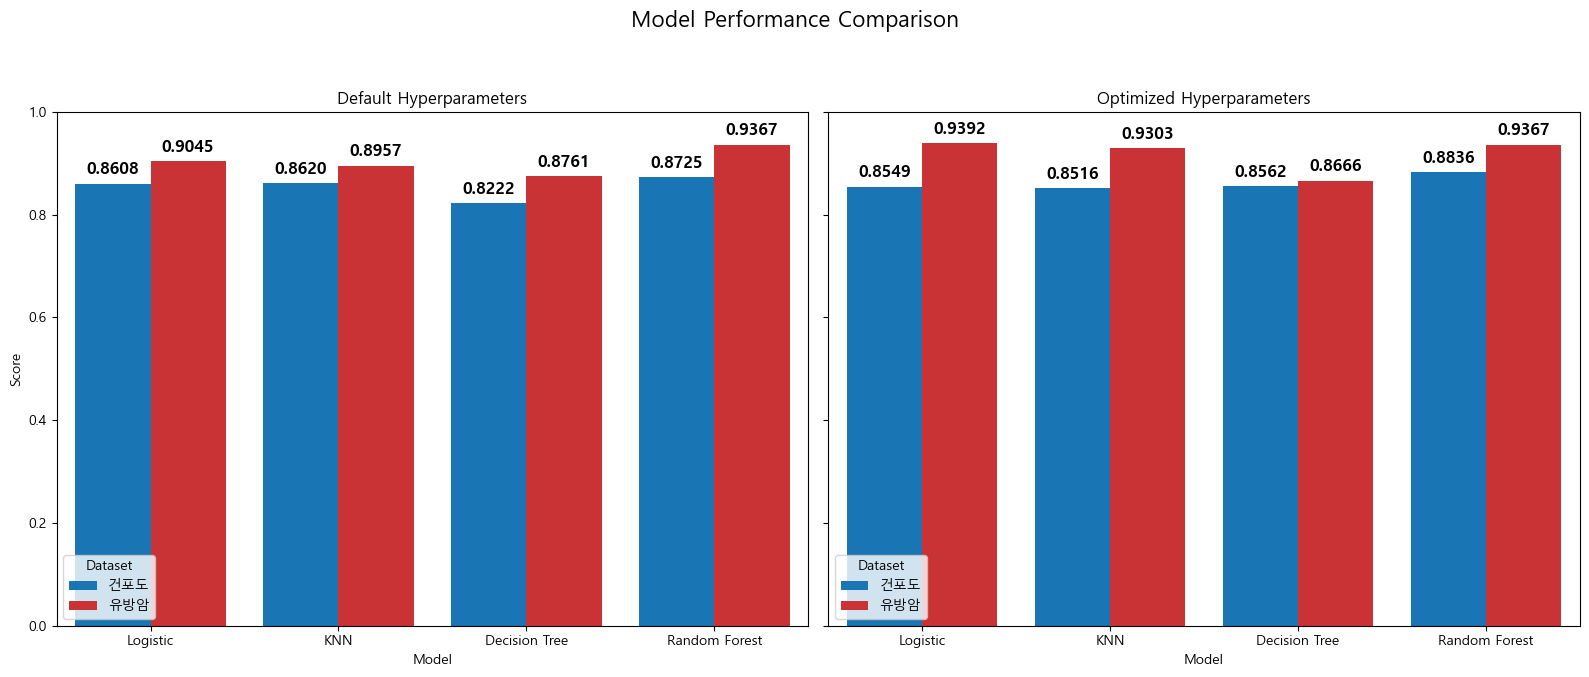 Model Performance Comparison
Default Hyperparameters
Score
1.0
0.8
0.6
0.4
0.2
0.0
0.8608
0.9045
0.8620
0.8957
0.8222
0.8761
0.8725
0.9367
Dataset
건포도
유방암
Logistic
KNN
Decision Tree
Random Forest
Model
Optimized Hyperparameters
0.8549
0.9392
0.8516
0.9303
0.8562
0.8666
0.8836
0.9367
Dataset
건포도
유방암
Logistic
KNN
Decision Tree
Random Forest
Model